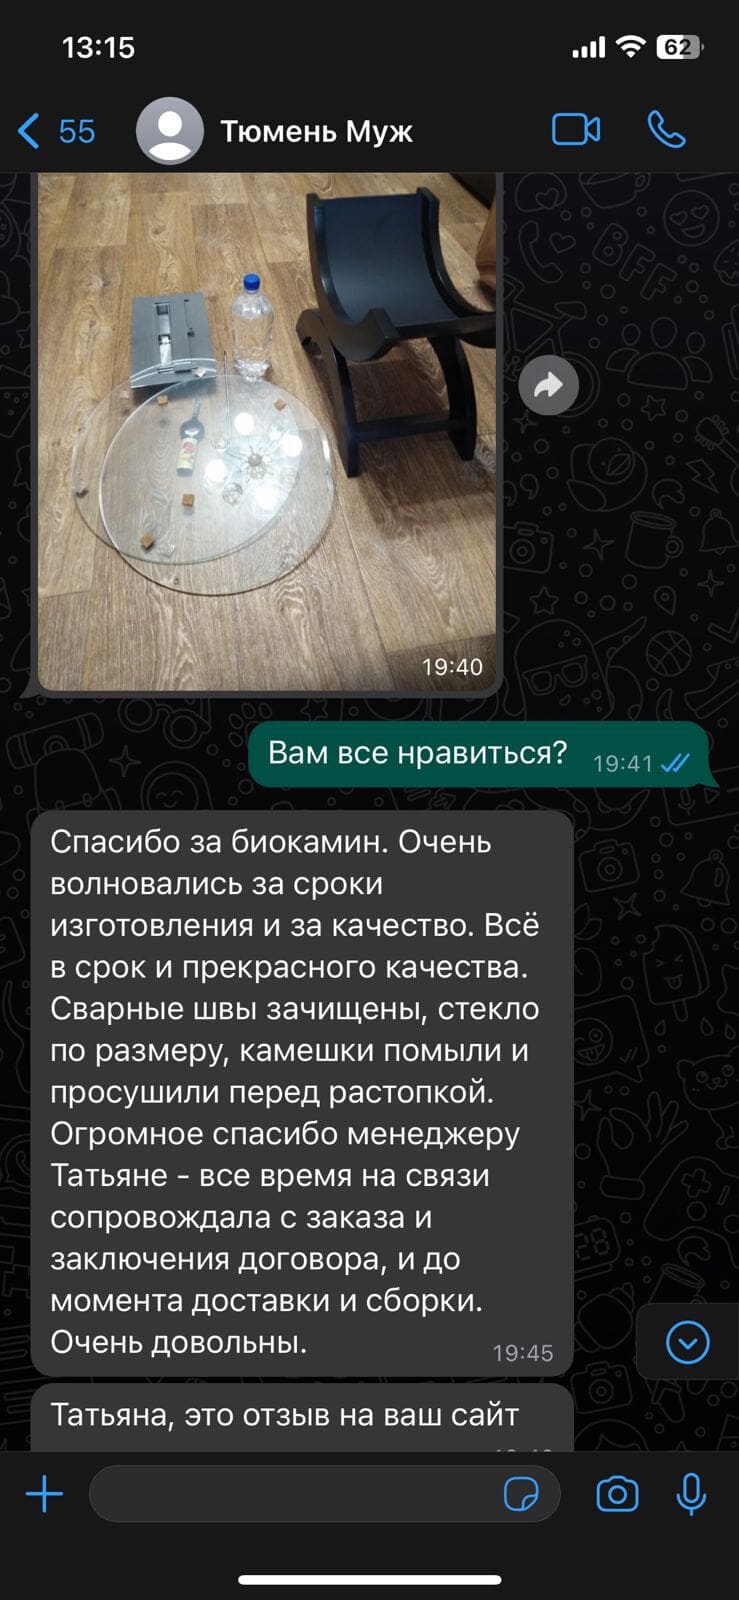 13:15
62
55
Тюмень Муж
19:40
Вам все нравиться?
19:41
Спасибо за биокамин. Очень
волновались за сроки
изготовления и за качество. Всё
в срок и прекрасного качества.
Сварные швы зачищены, стекло
по размеру, камешки помыли и
просушили перед растопкой.
Огромное спасибо менеджеру
Татьяне - все время на связи
сопровождала с заказа и
заключения договора, и до
момента доставки и сборки.
Очень довольны.
19:45
Татьяна, это отзыв на ваш сайт